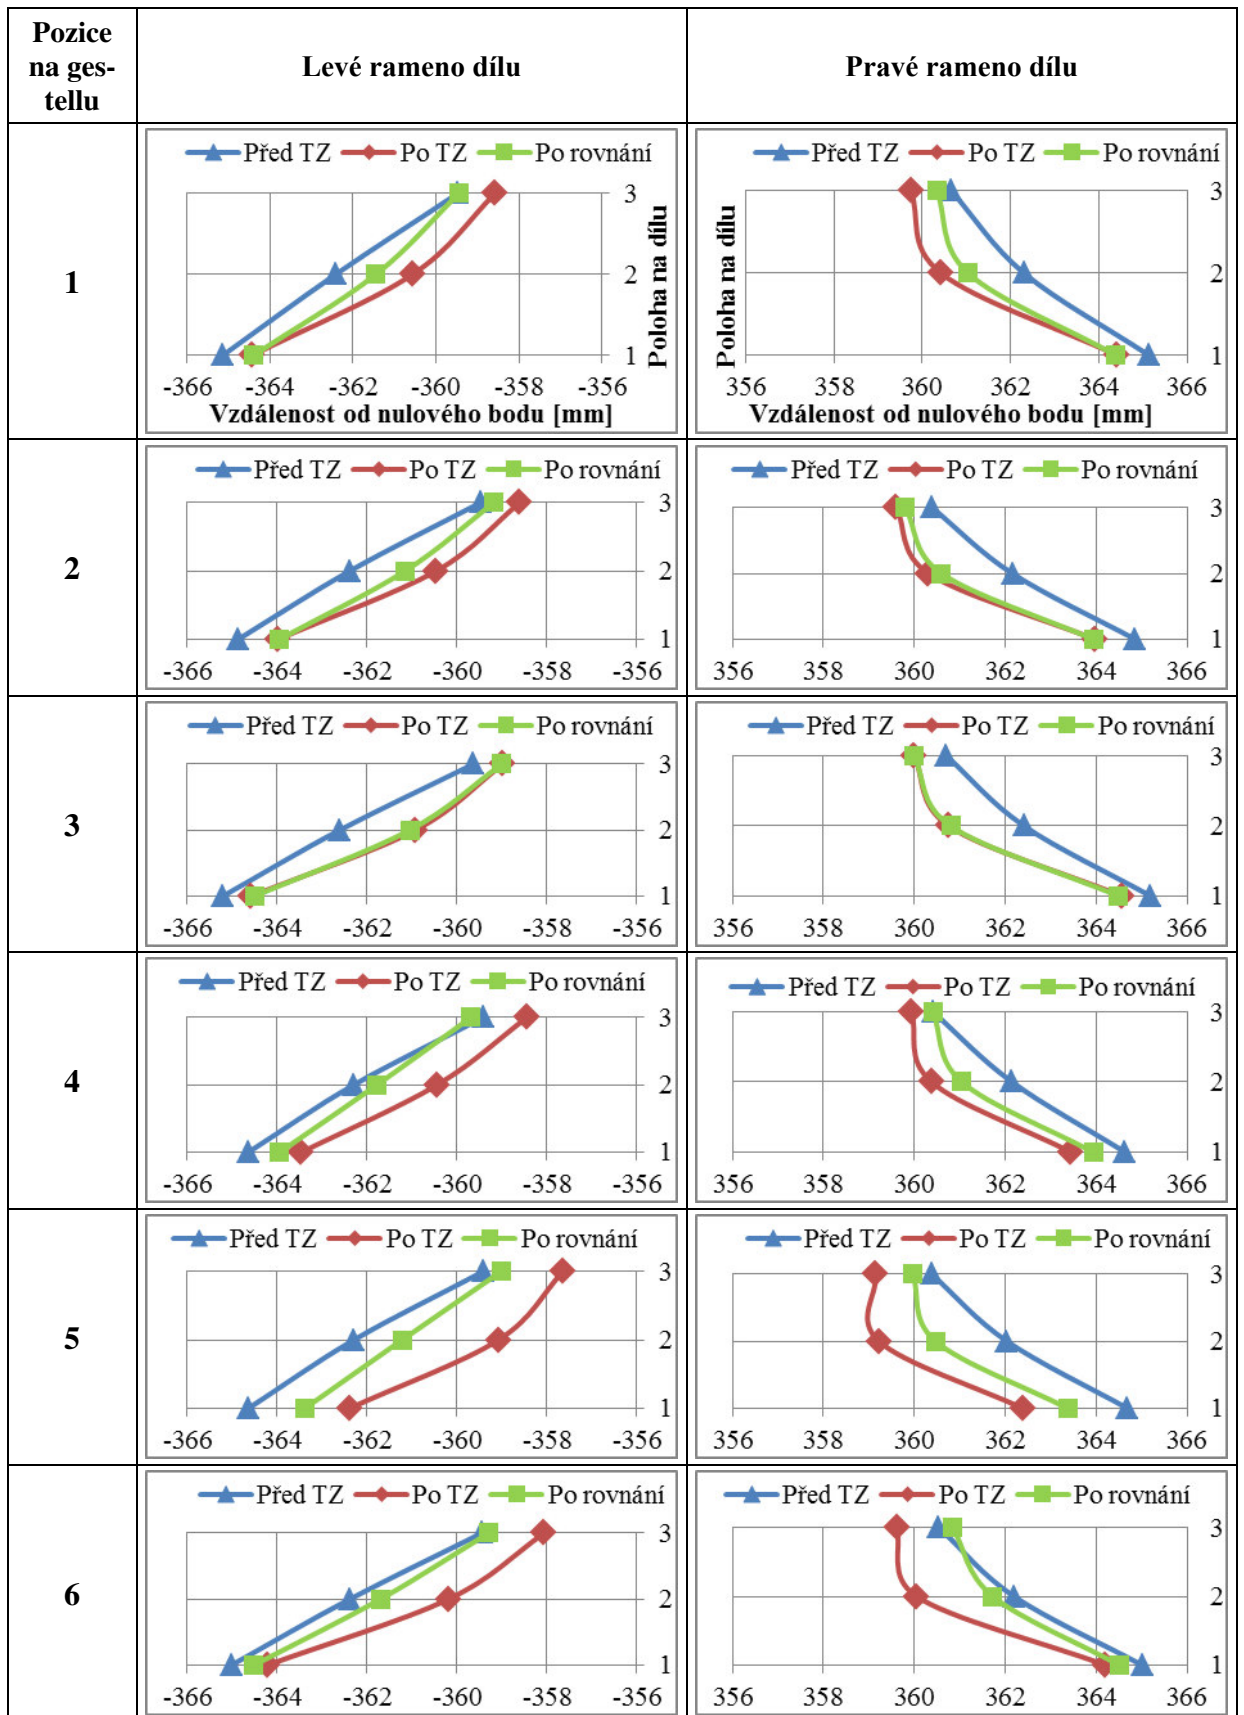 Pozice
na ges-
tellu
Levé rameno dílu
Pravé rameno dílu
1
Před TZ Po TZ Po rovnání
3
2
1
Poloha na dílu
-366 -364 -362 -360 -358 -356
Vzdálenost od nulového bodu [mm]
Před TZ Po TZ Po rovnání
3
2
1
Poloha na dílu
356 358 360 362 364 366
Vzdálenost od nulového bodu [mm]
2
Před TZ Po TZ Po rovnání
3
2
1
-366 -364 -362 -360 -358 -356
Před TZ Po TZ Po rovnání
3
2
1
356 358 360 362 364 366
3
Před TZ Po TZ Po rovnání
3
2
1
-366 -364 -362 -360 -358 -356
Před TZ Po TZ Po rovnání
3
2
1
356 358 360 362 364 366
4
Před TZ Po TZ Po rovnání
3
2
1
-366 -364 -362 -360 -358 -356
Před TZ Po TZ Po rovnání
3
2
1
356 358 360 362 364 366
5
Před TZ Po TZ Po rovnání
3
2
1
-366 -364 -362 -360 -358 -356
Před TZ Po TZ Po rovnání
3
2
1
356 358 360 362 364 366
6
Před TZ Po TZ Po rovnání
3
2
1
-366 -364 -362 -360 -358 -356
Před TZ Po TZ Po rovnání
3
2
1
356 358 360 362 364 366